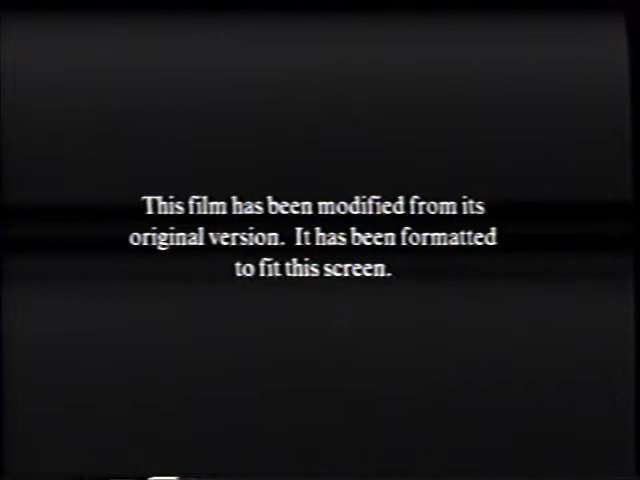 This film has been modified from its
original version.  It has been formatted
to fit this screen.